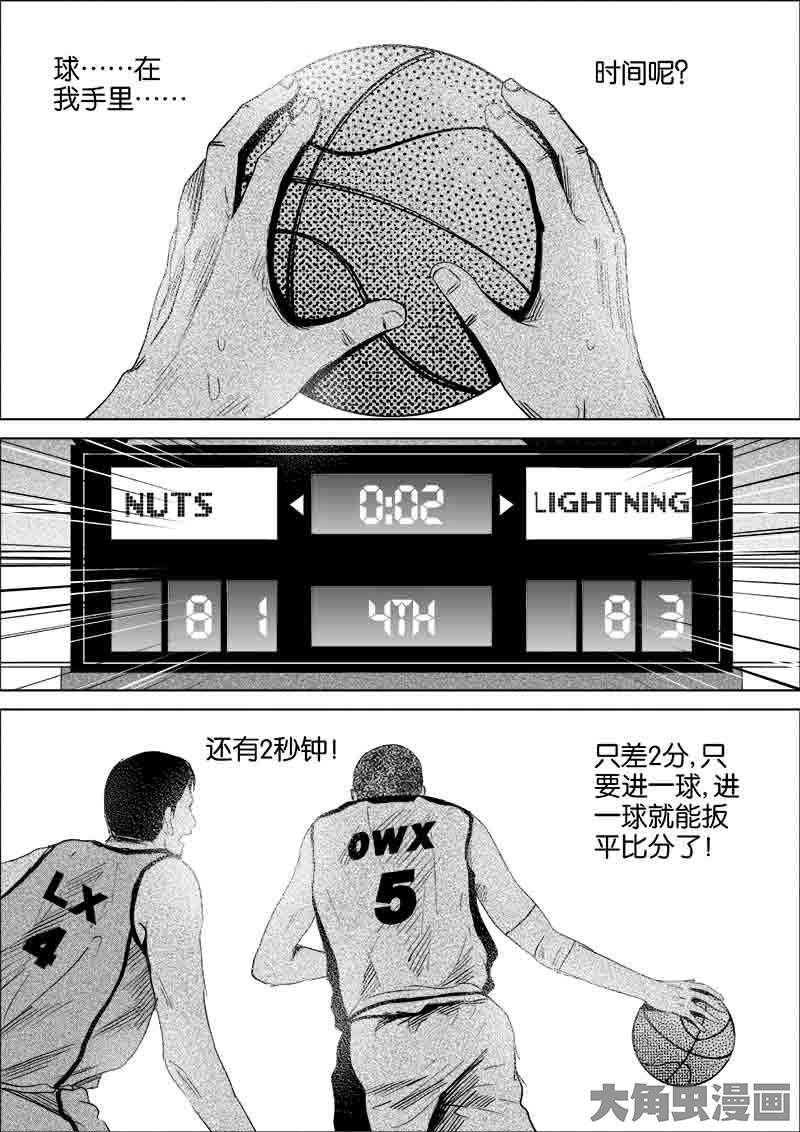 球……在
我手里……
时间呢?
NUTS
0:02
LIGHTNING
81
4TH
83
还有2秒钟!
只差2分,只
要进一球,进
一球就能扳
平比分了!
LX
4
OWX
5
大角虫漫画